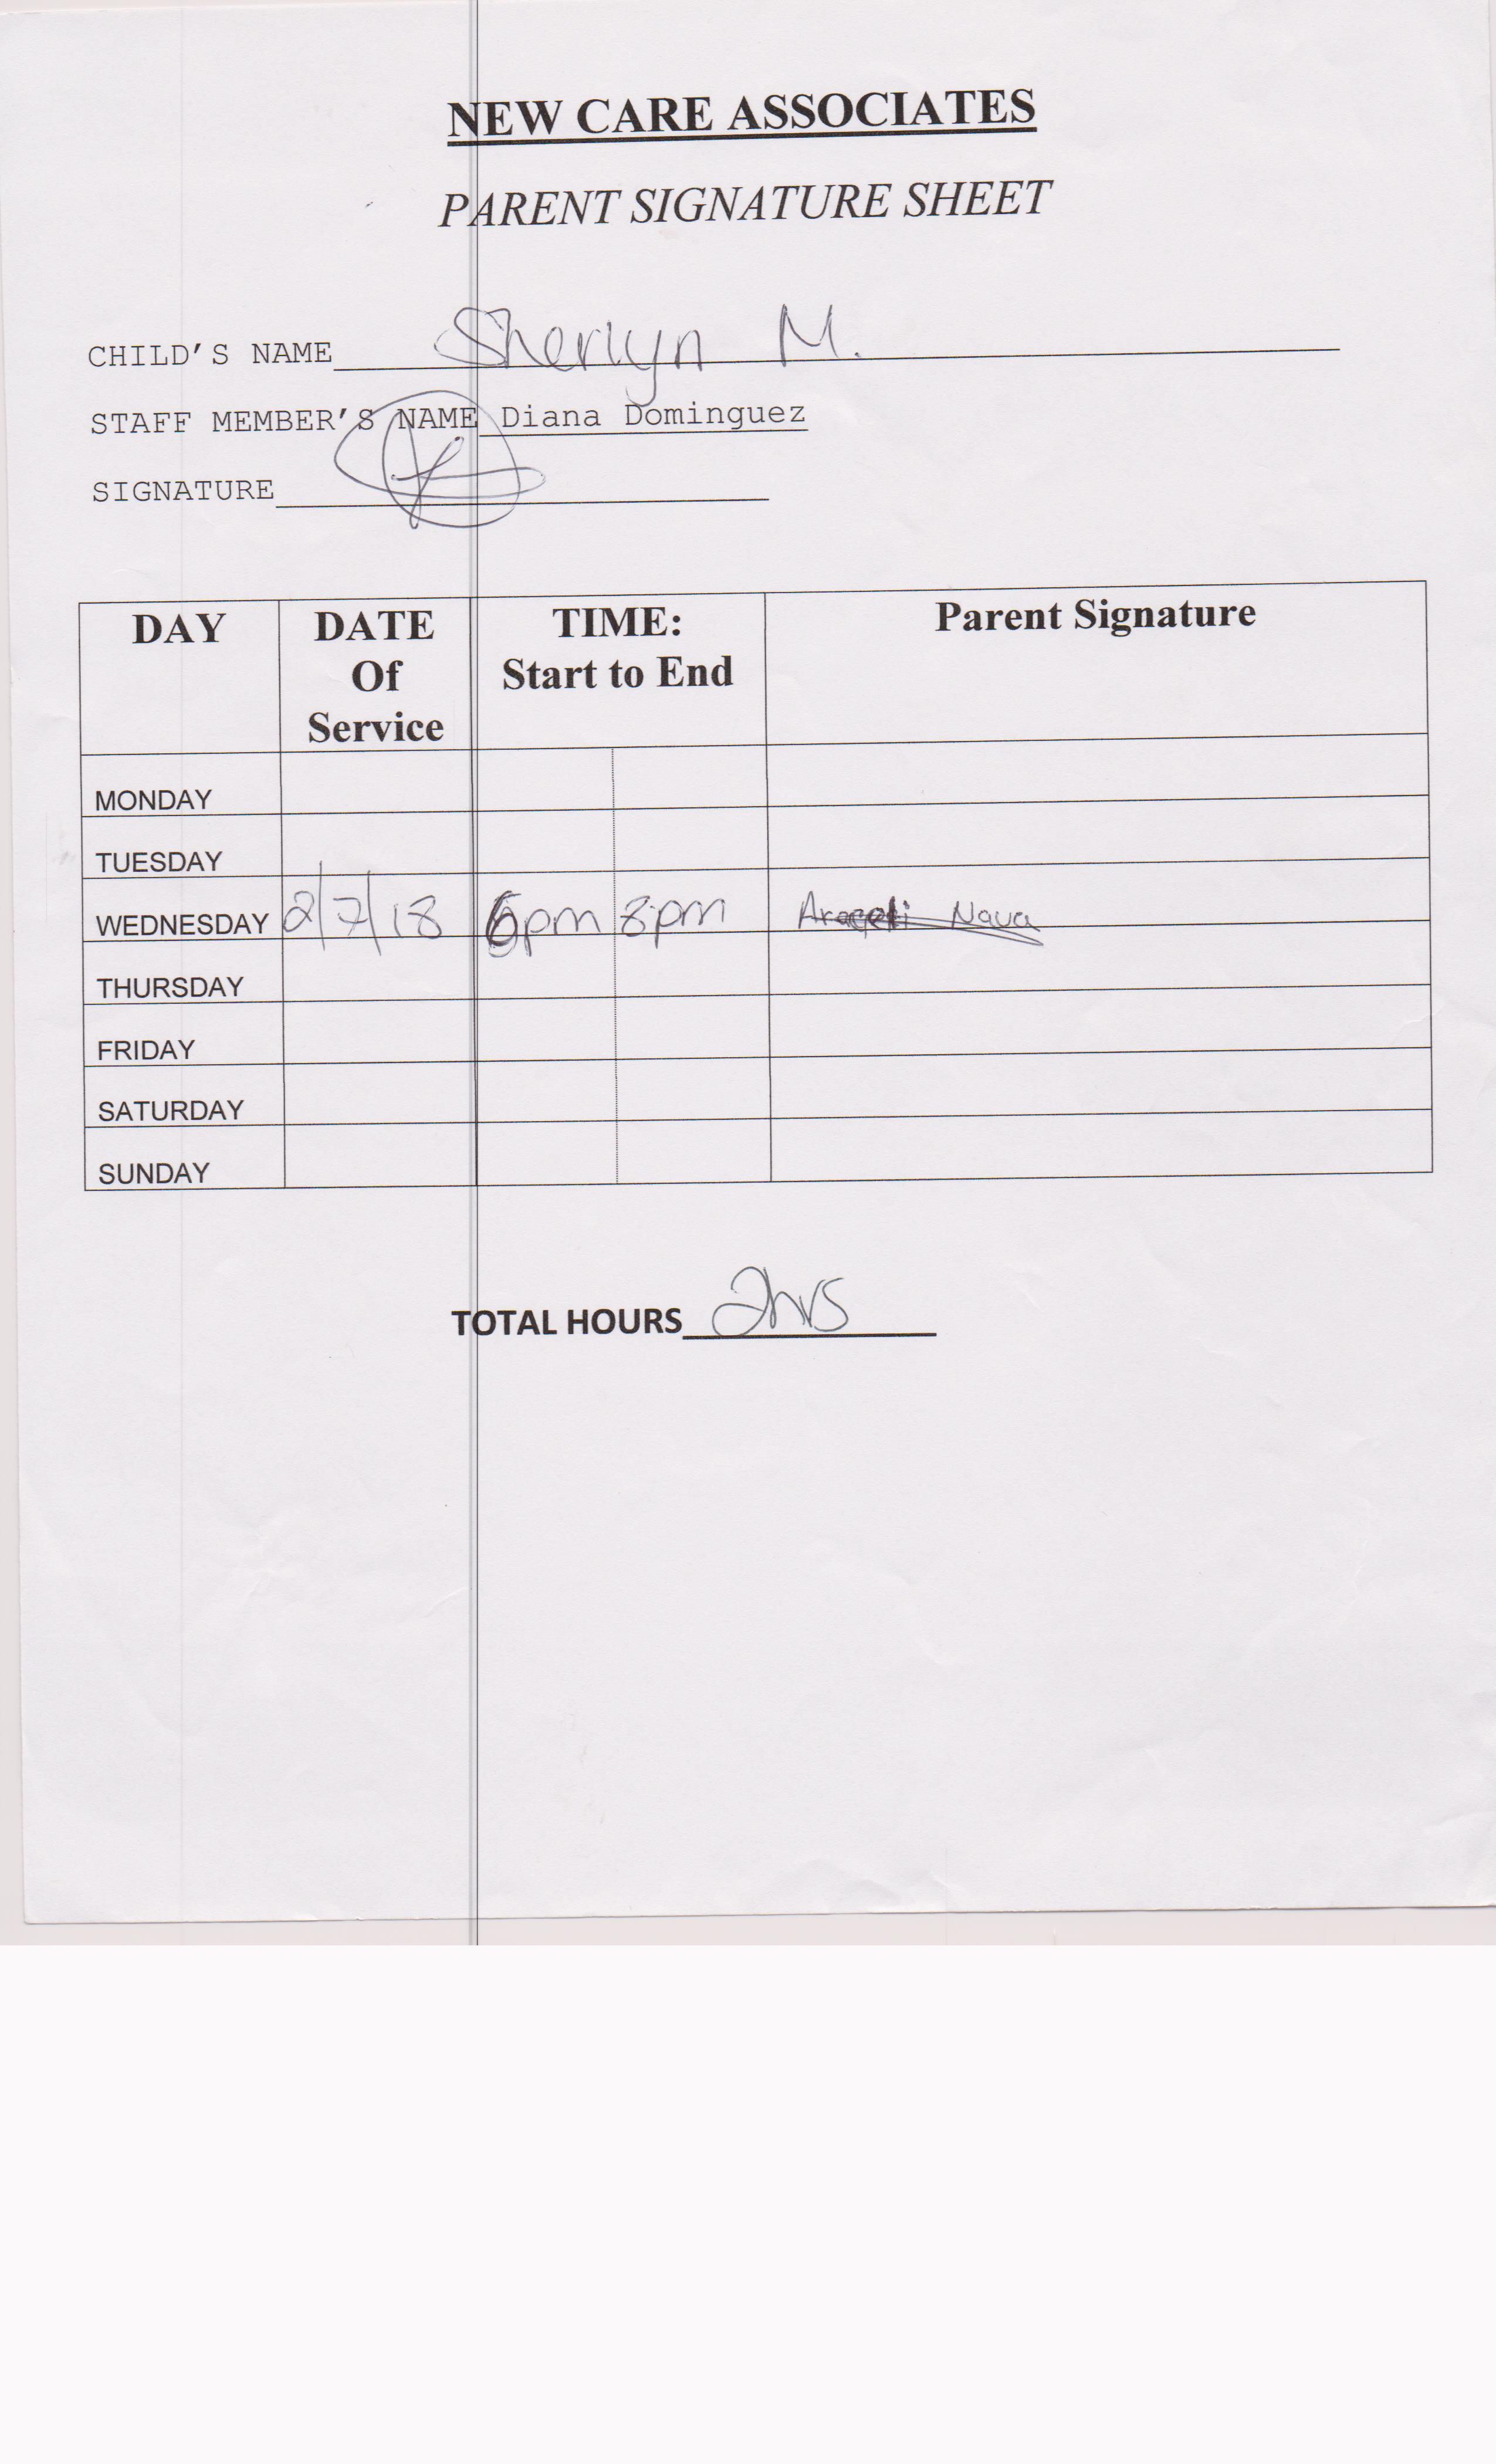 NEW CARE ASSOCIATES
PARENT SIGNATURE SHEET
CHILD'S NAME Sherlyn M.
STAFF MEMBER'S NAME Diana Dominguez
SIGNATURE
DAY DATE Of Service TIME: Start to End Parent Signature
MONDAY
TUESDAY
WEDNESDAY 2/7/18 6pm 8pm Araceli Nava
THURSDAY
FRIDAY
SATURDAY
SUNDAY
TOTAL HOURS 2hrs